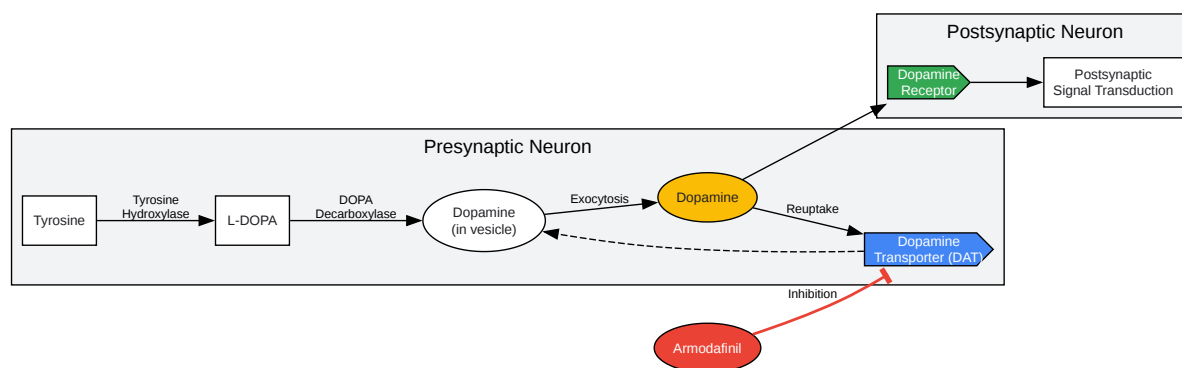 Postsynaptic Neuron
Dopamine
Receptor
Postsynaptic
Signal Transduction
Presynaptic Neuron
Tyrosine
Tyrosine
Hydroxylase
L-DOPA
DOPA
Decarboxylase
Dopamine
(in vesicle)
Exocytosis
Dopamine
Reuptake
Dopamine
Transporter (DAT)
Inhibition
Armodafinil